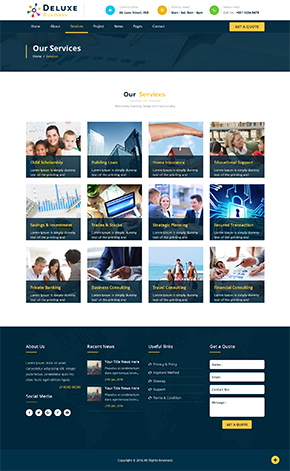 DELUXE
BUSINESS
Home About Services Project News Pages Contact
GET A QUOTE
Our Services
Home Services
Our Services
Child Scholarship
Lorem Ipsum is simply dummy
text of the printing and
Building Loan
Lorem Ipsum is simply dummy
text of the printing and
Home Insurance
Lorem Ipsum is simply dummy
text of the printing and
Educational Support
Lorem Ipsum is simply dummy
text of the printing and
Savings & Investment
Lorem Ipsum is simply dummy
text of the printing and
Trades & Stocks
Lorem Ipsum is simply dummy
text of the printing and
Strategic Planning
Lorem Ipsum is simply dummy
text of the printing and
Secured Transaction
Lorem Ipsum is simply dummy
text of the printing and
Private Banking
Lorem Ipsum is simply dummy
text of the printing and
Business Consulting
Lorem Ipsum is simply dummy
text of the printing and
Travel Consulting
Lorem Ipsum is simply dummy
text of the printing and
Financial Consulting
Lorem Ipsum is simply dummy
text of the printing and
About Us
READ MORE
Social Media
Recent News
Your Title News Here
Your Title News Here
Useful links
Privacy & Policy
Payment Method
Sitemap
Support
Terms & Condition
Get a Quote
Name :
Email :
Contact No :
Message :
GET A QUOTE
Copyright © 2016 All Rights Reserved.